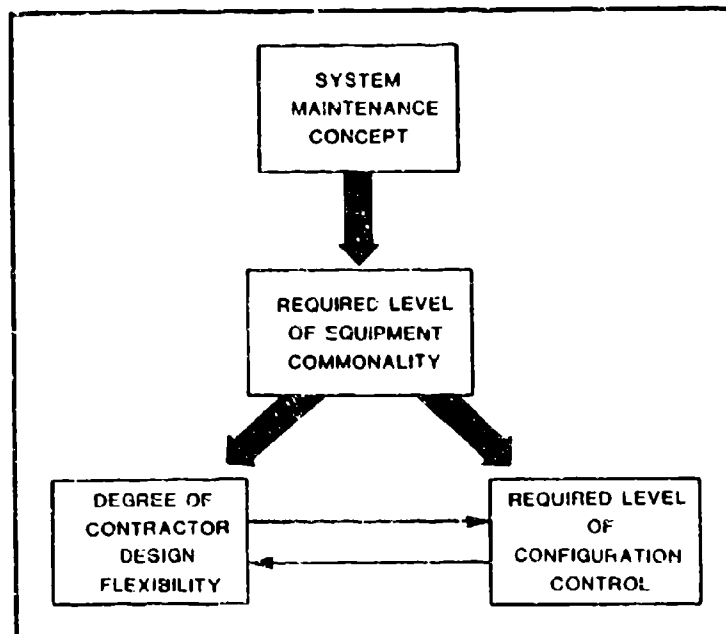 SYSTEM
MAINTENANCE
CONCEPT
REQUIRED LEVEL
OF EQUIPMENT
COMMONALITY
DEGREE OF
CONTRACTOR
DESIGN
FLEXIBILITY
REQUIRED LEVEL
OF
CONFIGURATION
CONTROL